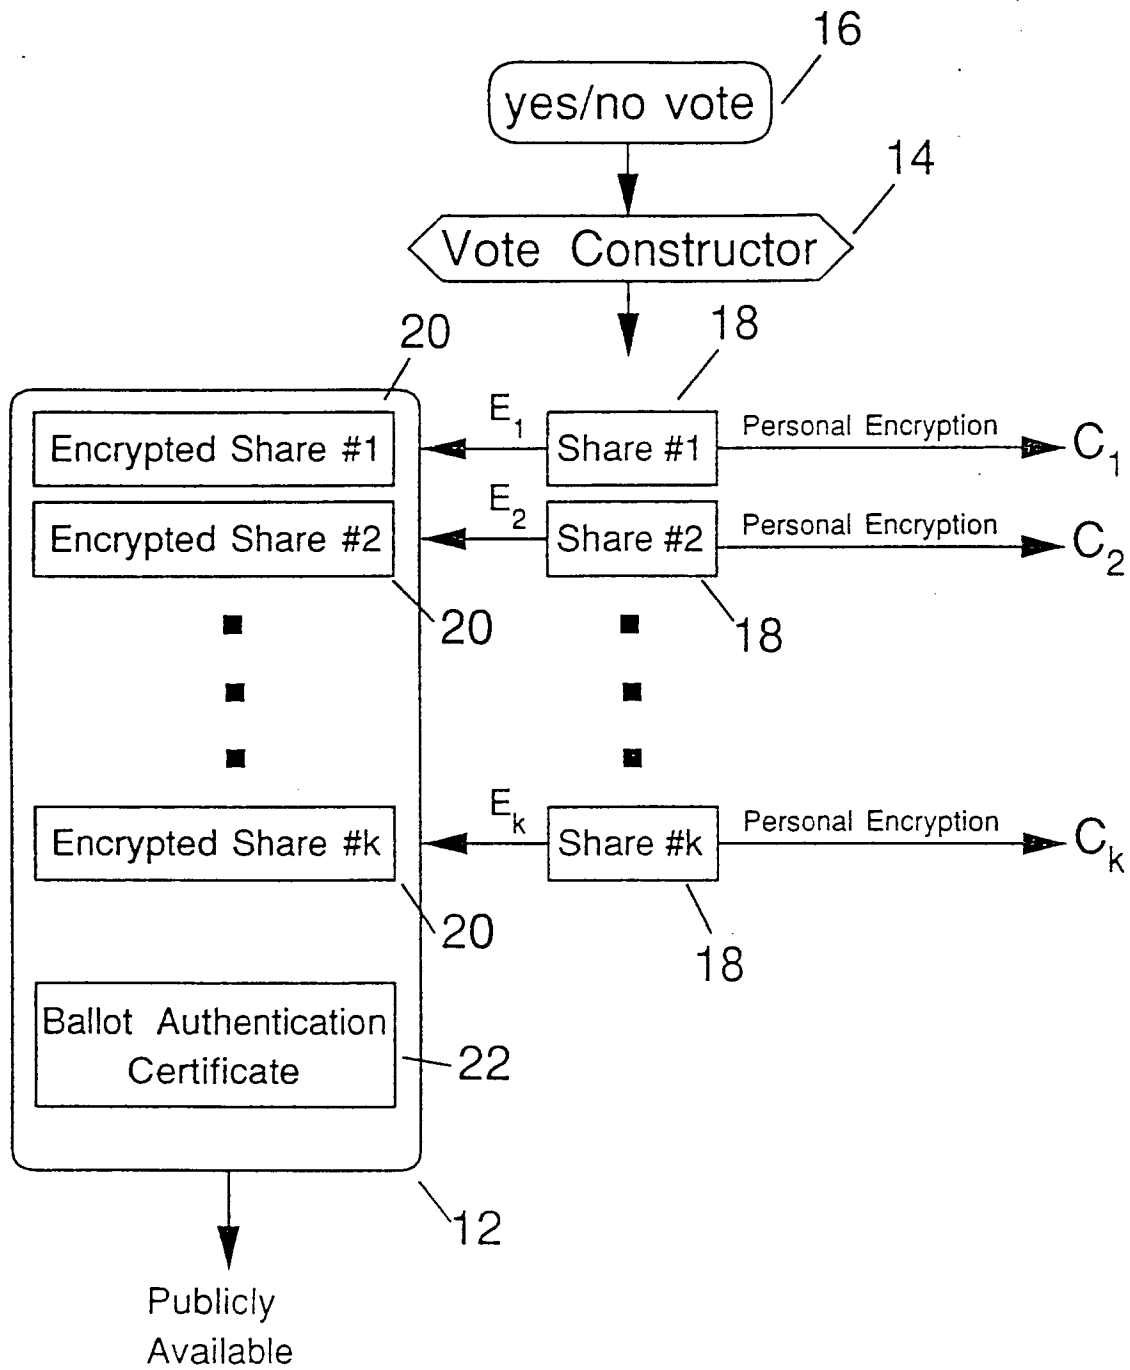 16
yes/no vote
14
Vote Constructor
20
18
Encrypted Share #1
E1
Share #1
Personal Encryption
C1
Encrypted Share #2
E2
Share #2
Personal Encryption
C2
20
18
Encrypted Share #k
Ek
Share #k
Personal Encryption
Ck
20
18
Ballot Authentication
Certificate
22
12
Publicly
Available